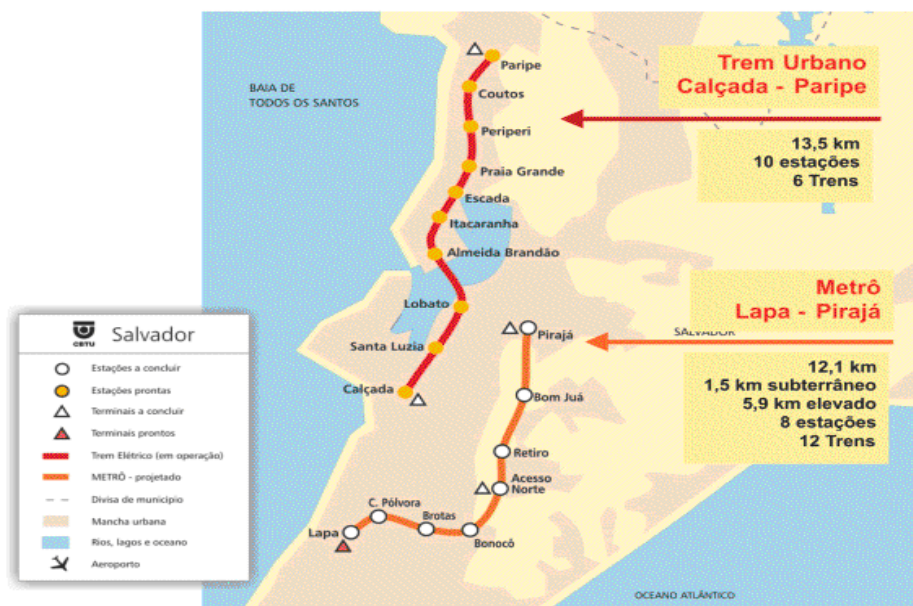 BAIA DE
TODOS OS SANTOS
Paripe
Coutos
Periperi
Praia Grande
Escada
Itacaranha
Almeida Brandão
Lobato
Santa Luzia
Calçada
Trem Urbano
Calçada - Paripe
13,5 km
10 estações
6 Trens
Metrô
Lapa - Pirajá
SALVADOR
12,1 km
1,5 km subterrâneo
5,9 km elevado
8 estações
12 Trens
Pirajá
Bom Juá
Retiro
Acesso
Norte
C. Pólvora
Brotas
Lapa
Bonocô
OCEANO ATLÂNTICO
CBTU
Salvador
Estações a concluir
Estações prontas
Terminais a concluir
Terminais prontos
Trem Elétrico (em operação)
METRÔ - projetado
Divisa de município
Mancha urbana
Rios, lagos e oceano
Aeroporto